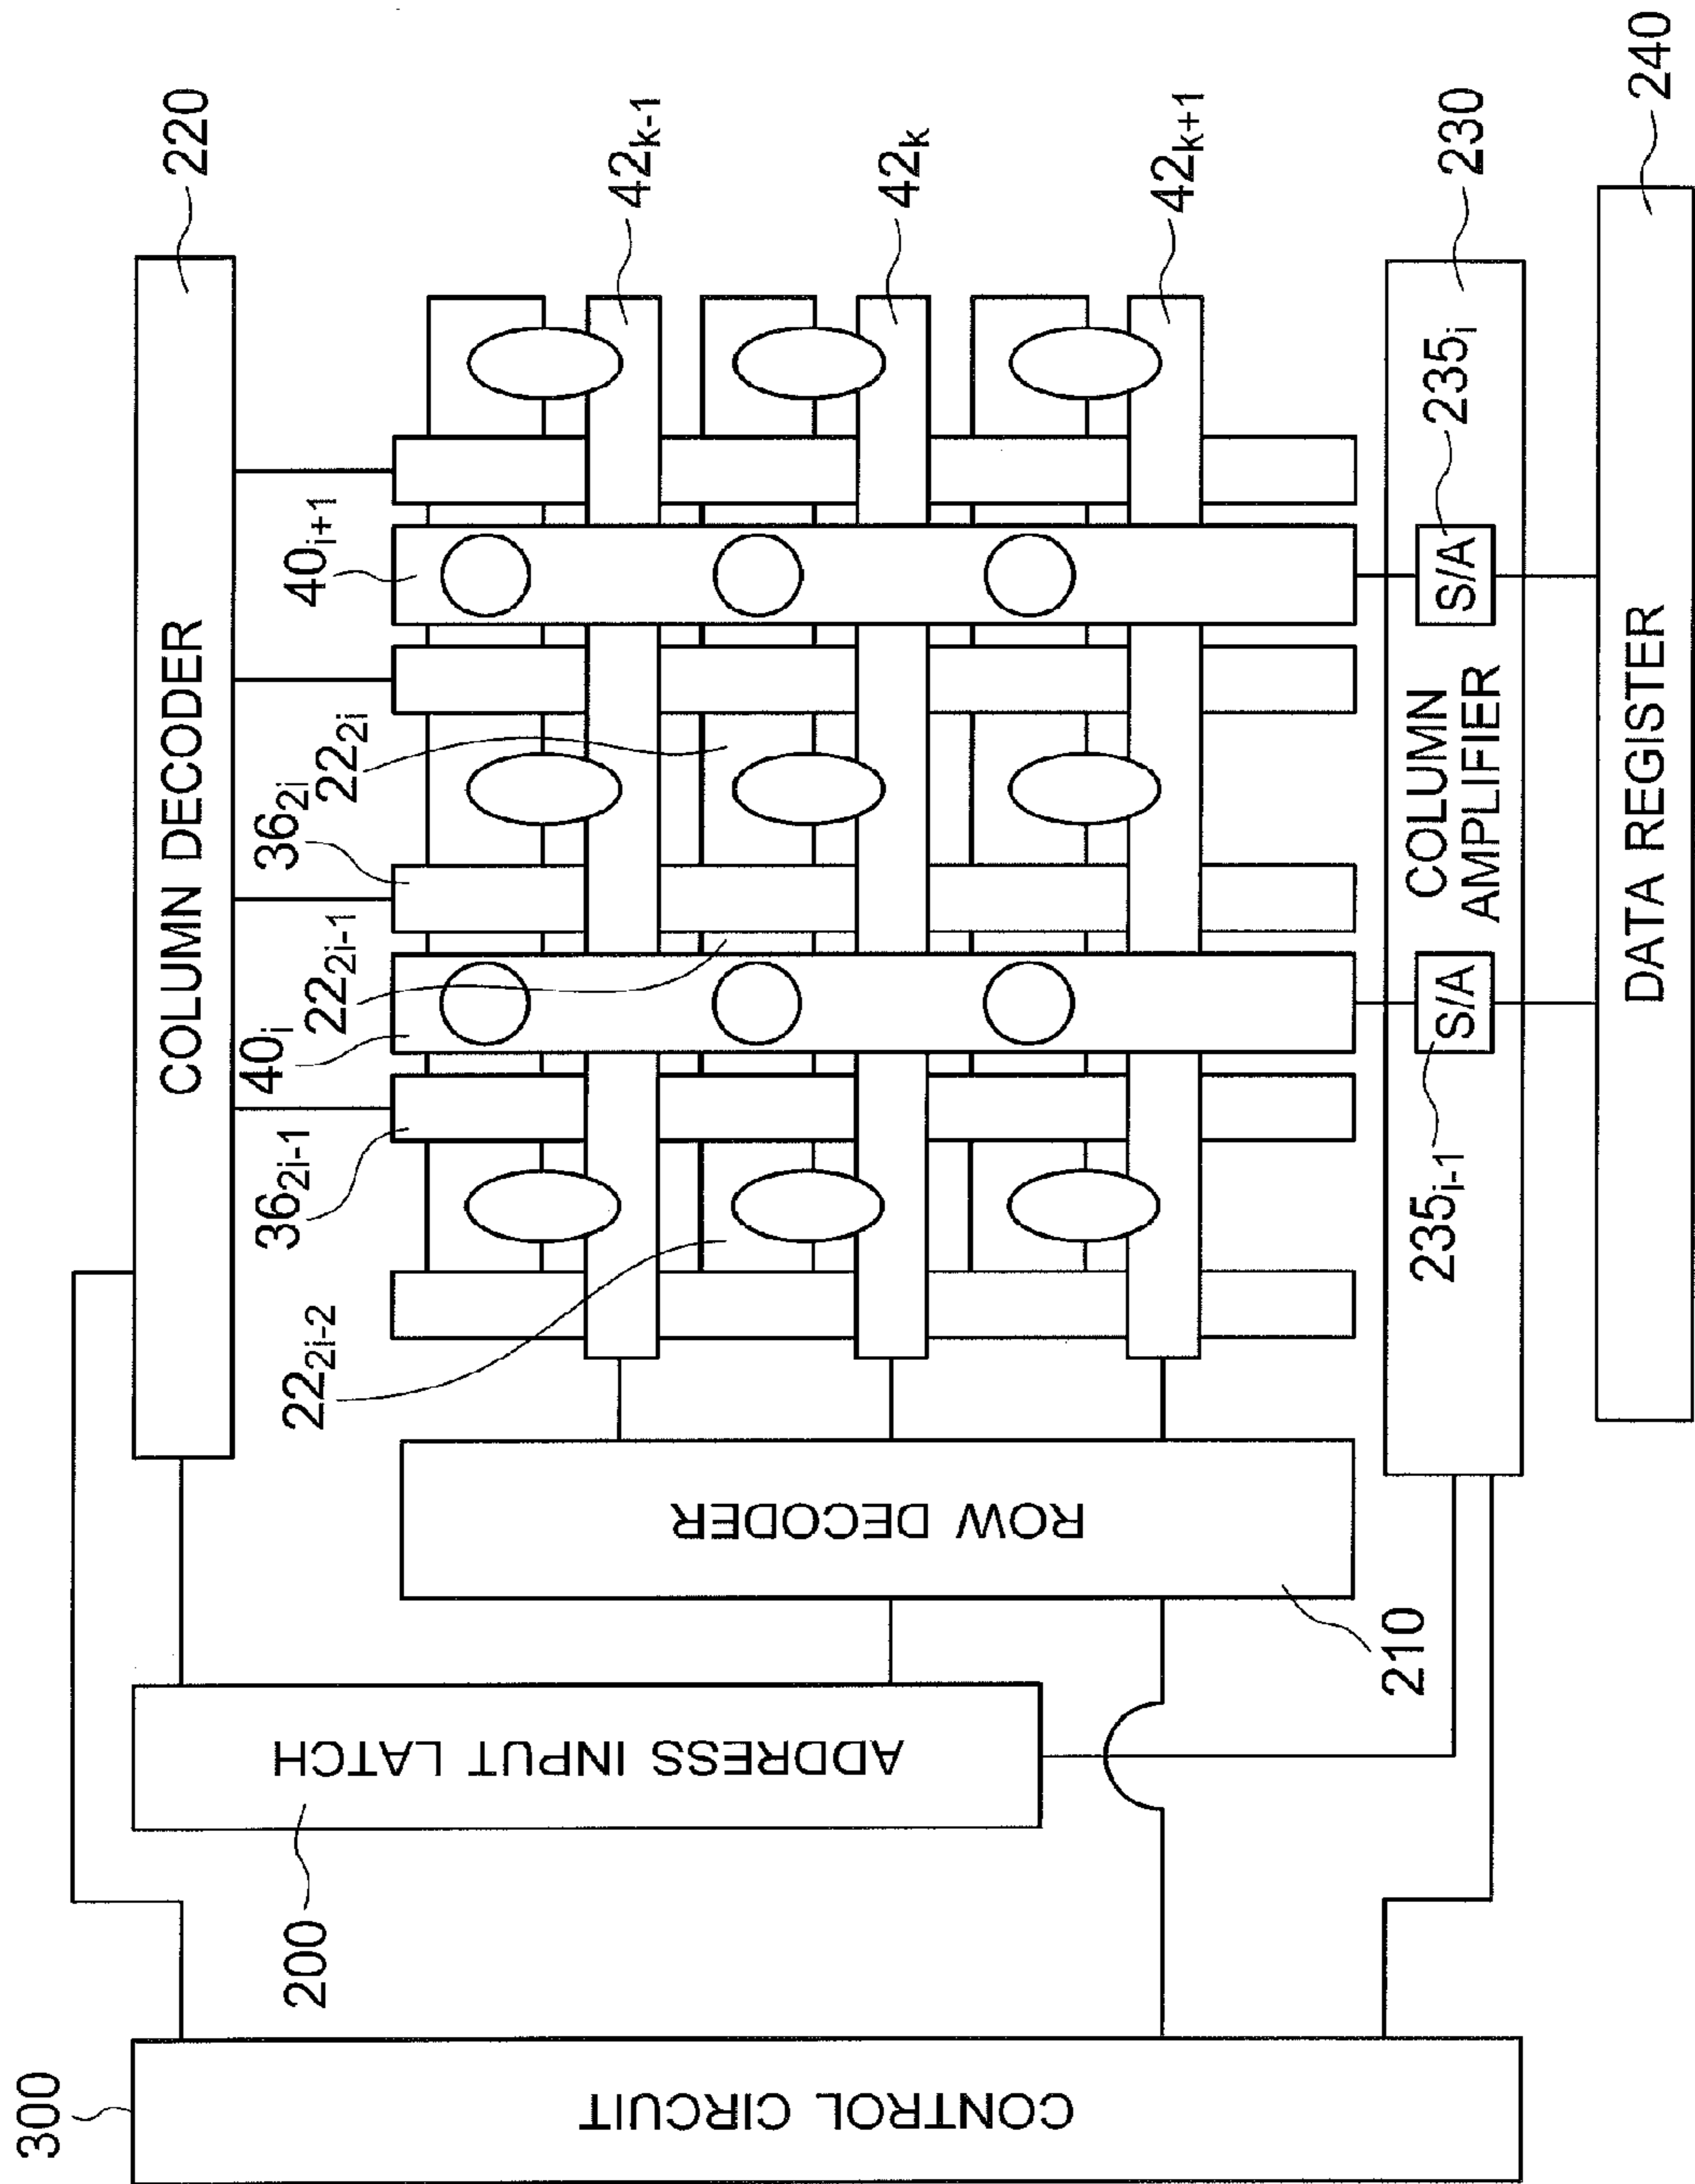 300
CONTROL CIRCUIT
200
ADDRESS INPUT LATCH
210
ROW DECODER
COLUMN DECODER
220
22₂ᵢ₋₂
36₂ᵢ₋₁
40ᵢ
22₂ᵢ₋₁
36₂ᵢ
22₂ᵢ
40ᵢ₊₁
42ₖ₋₁
42ₖ
42ₖ₊₁
230
235ᵢ₋₁
S/A
COLUMN
AMPLIFIER
S/A
235ᵢ
DATA REGISTER
240